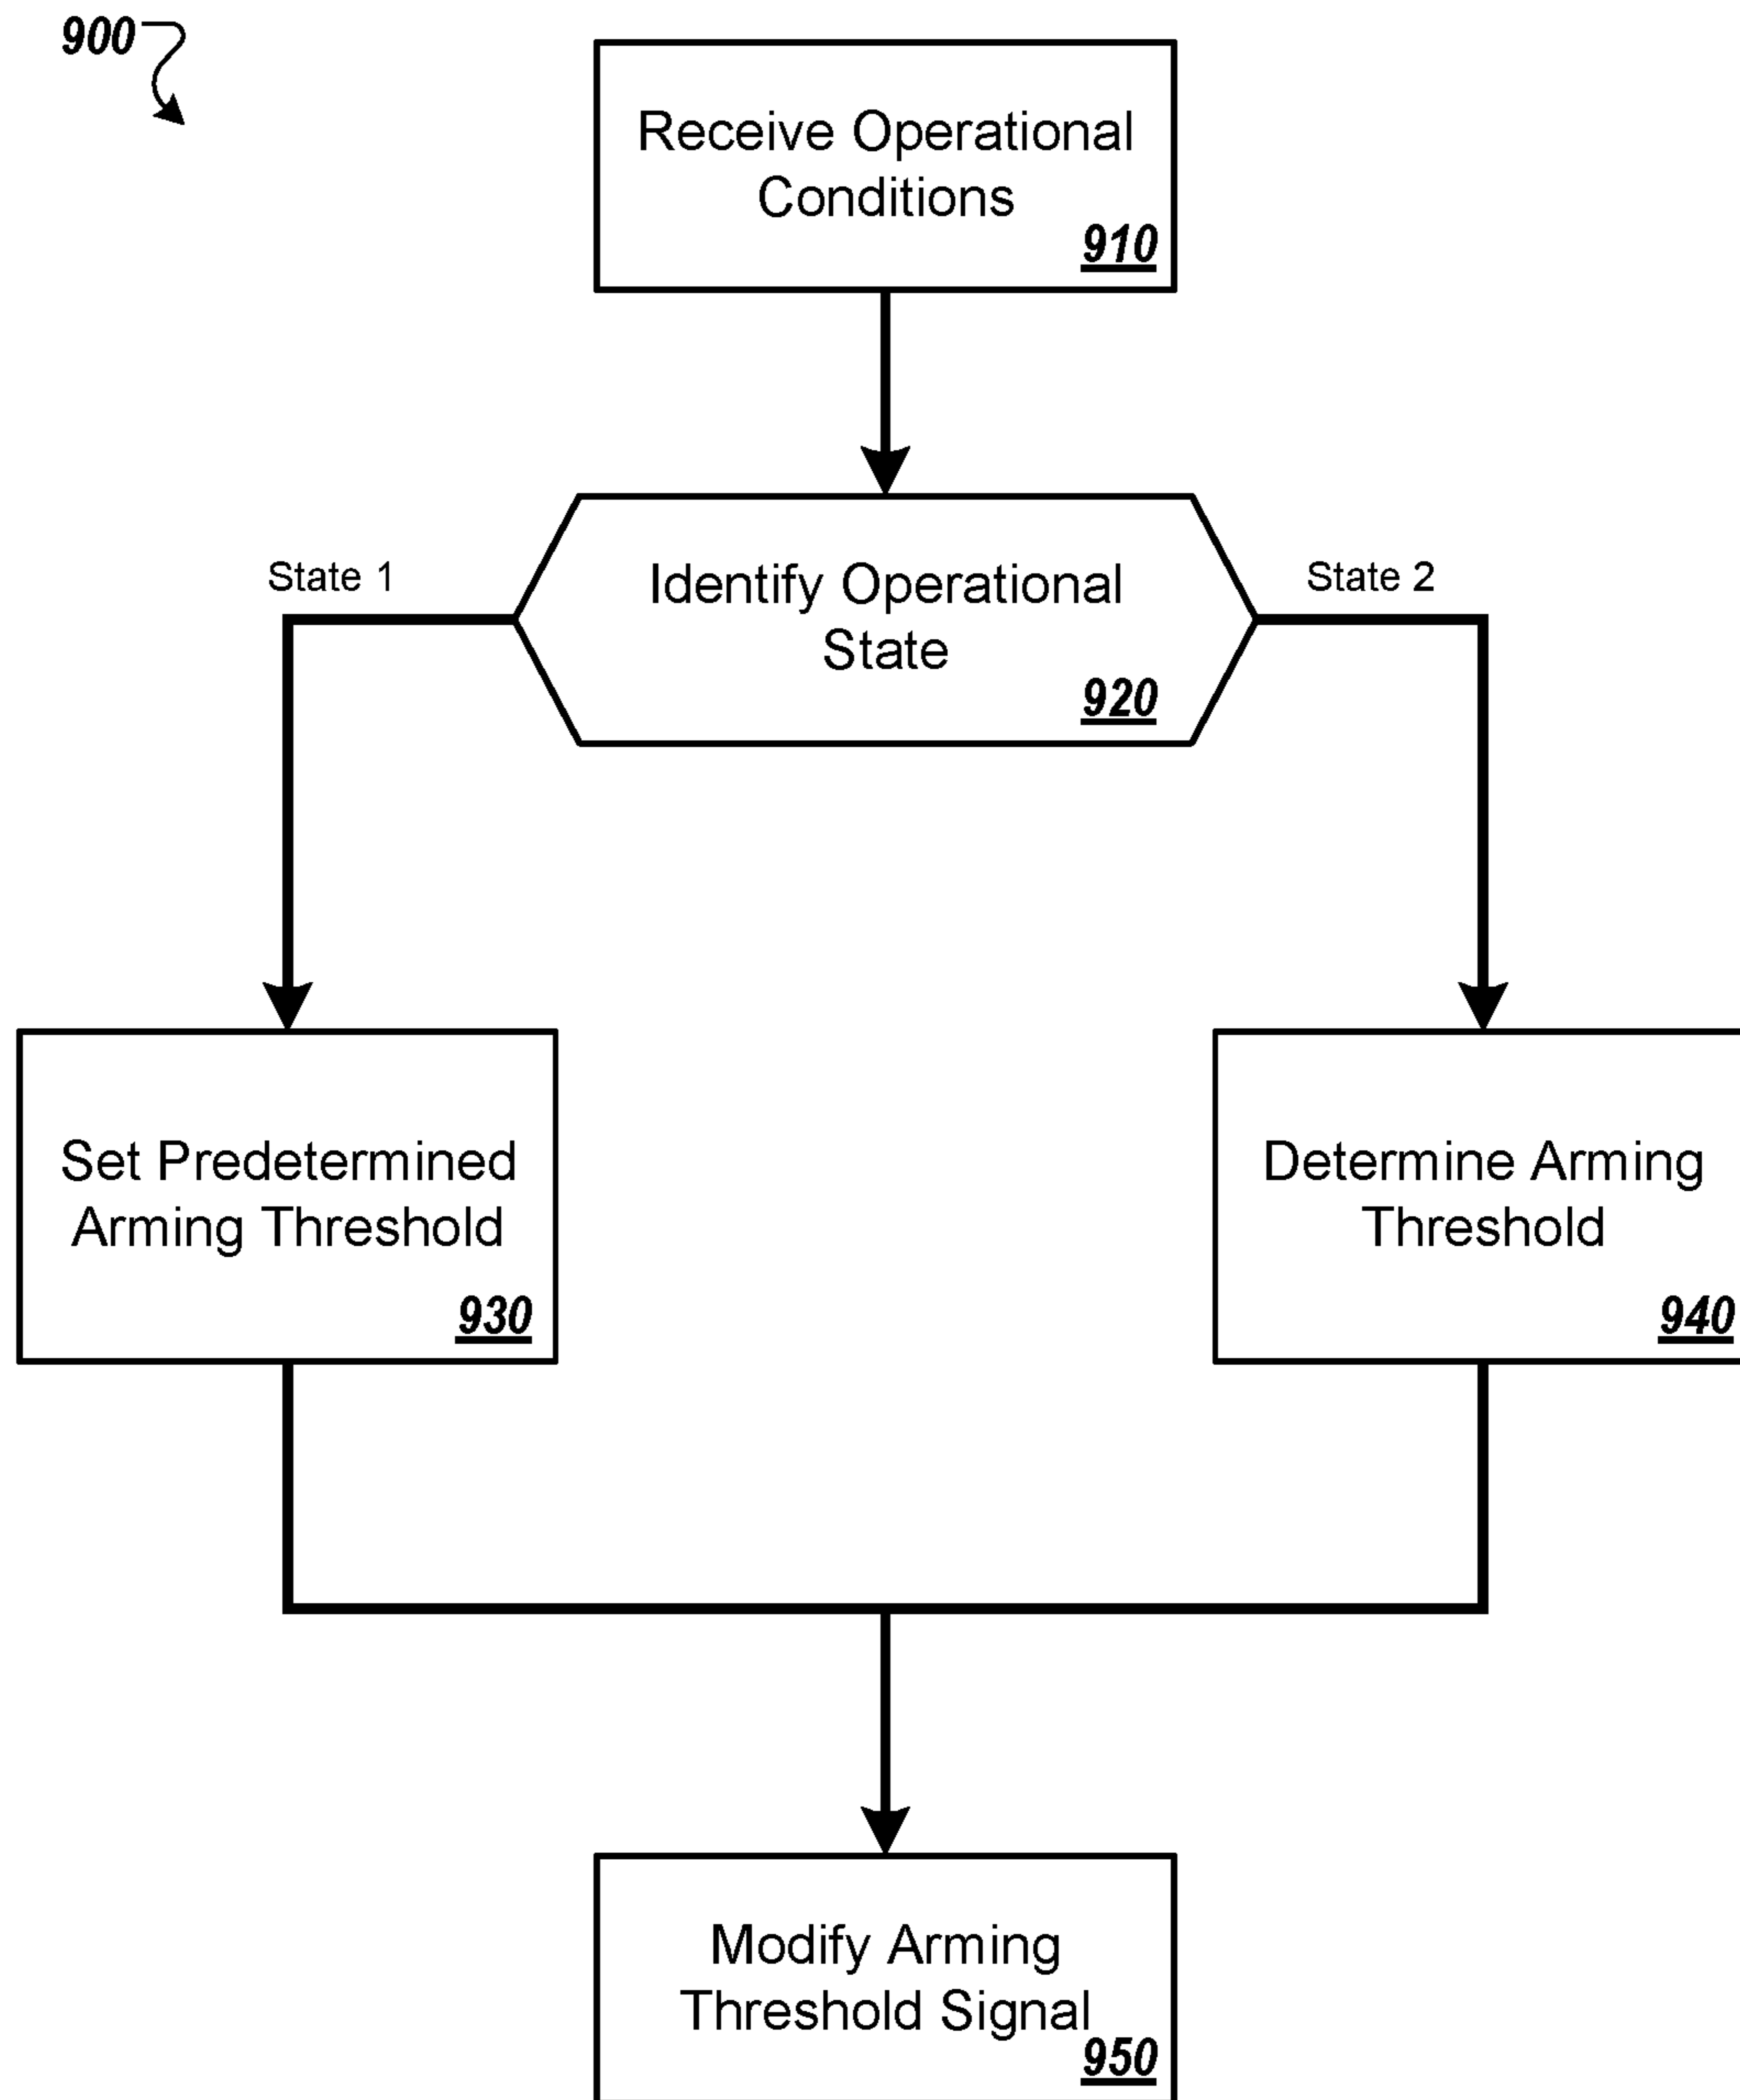 900
Receive Operational
Conditions
910
Identify Operational
State
920
State 1
State 2
Set Predetermined
Arming Threshold
930
Determine Arming
Threshold
940
Modify Arming
Threshold Signal
950